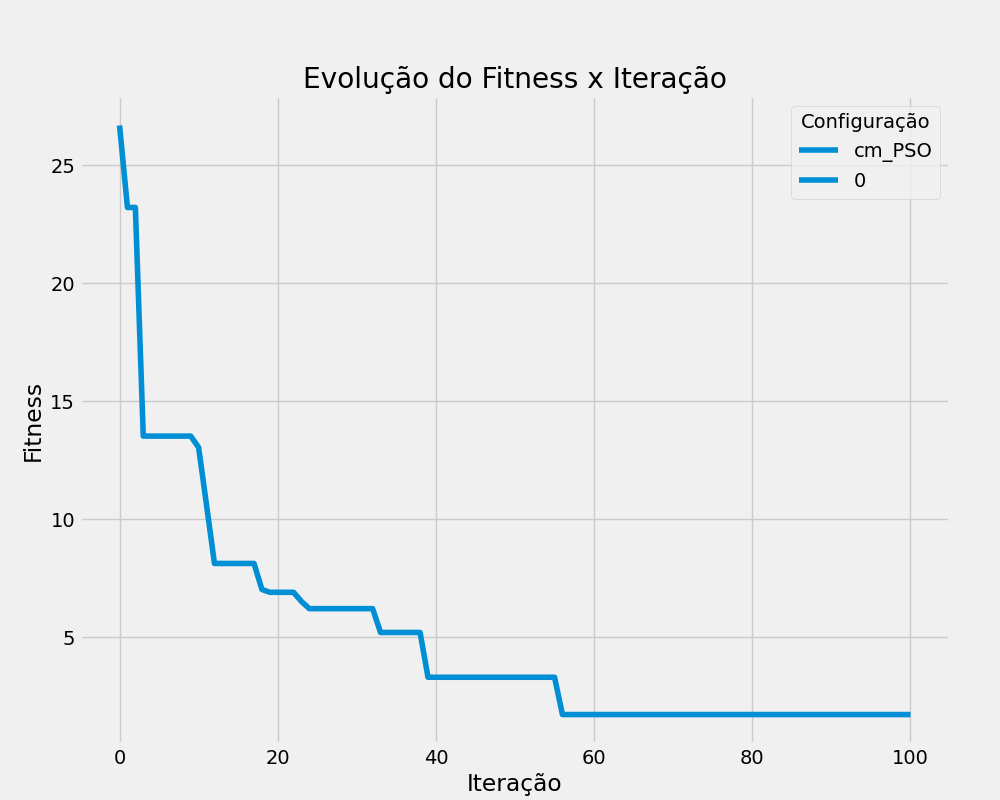 Evolução do Fitness x Iteração
Configuração
cm_PSO
0
25
20
15
10
5
Fitness
0 20 40 60 80 100
Iteração